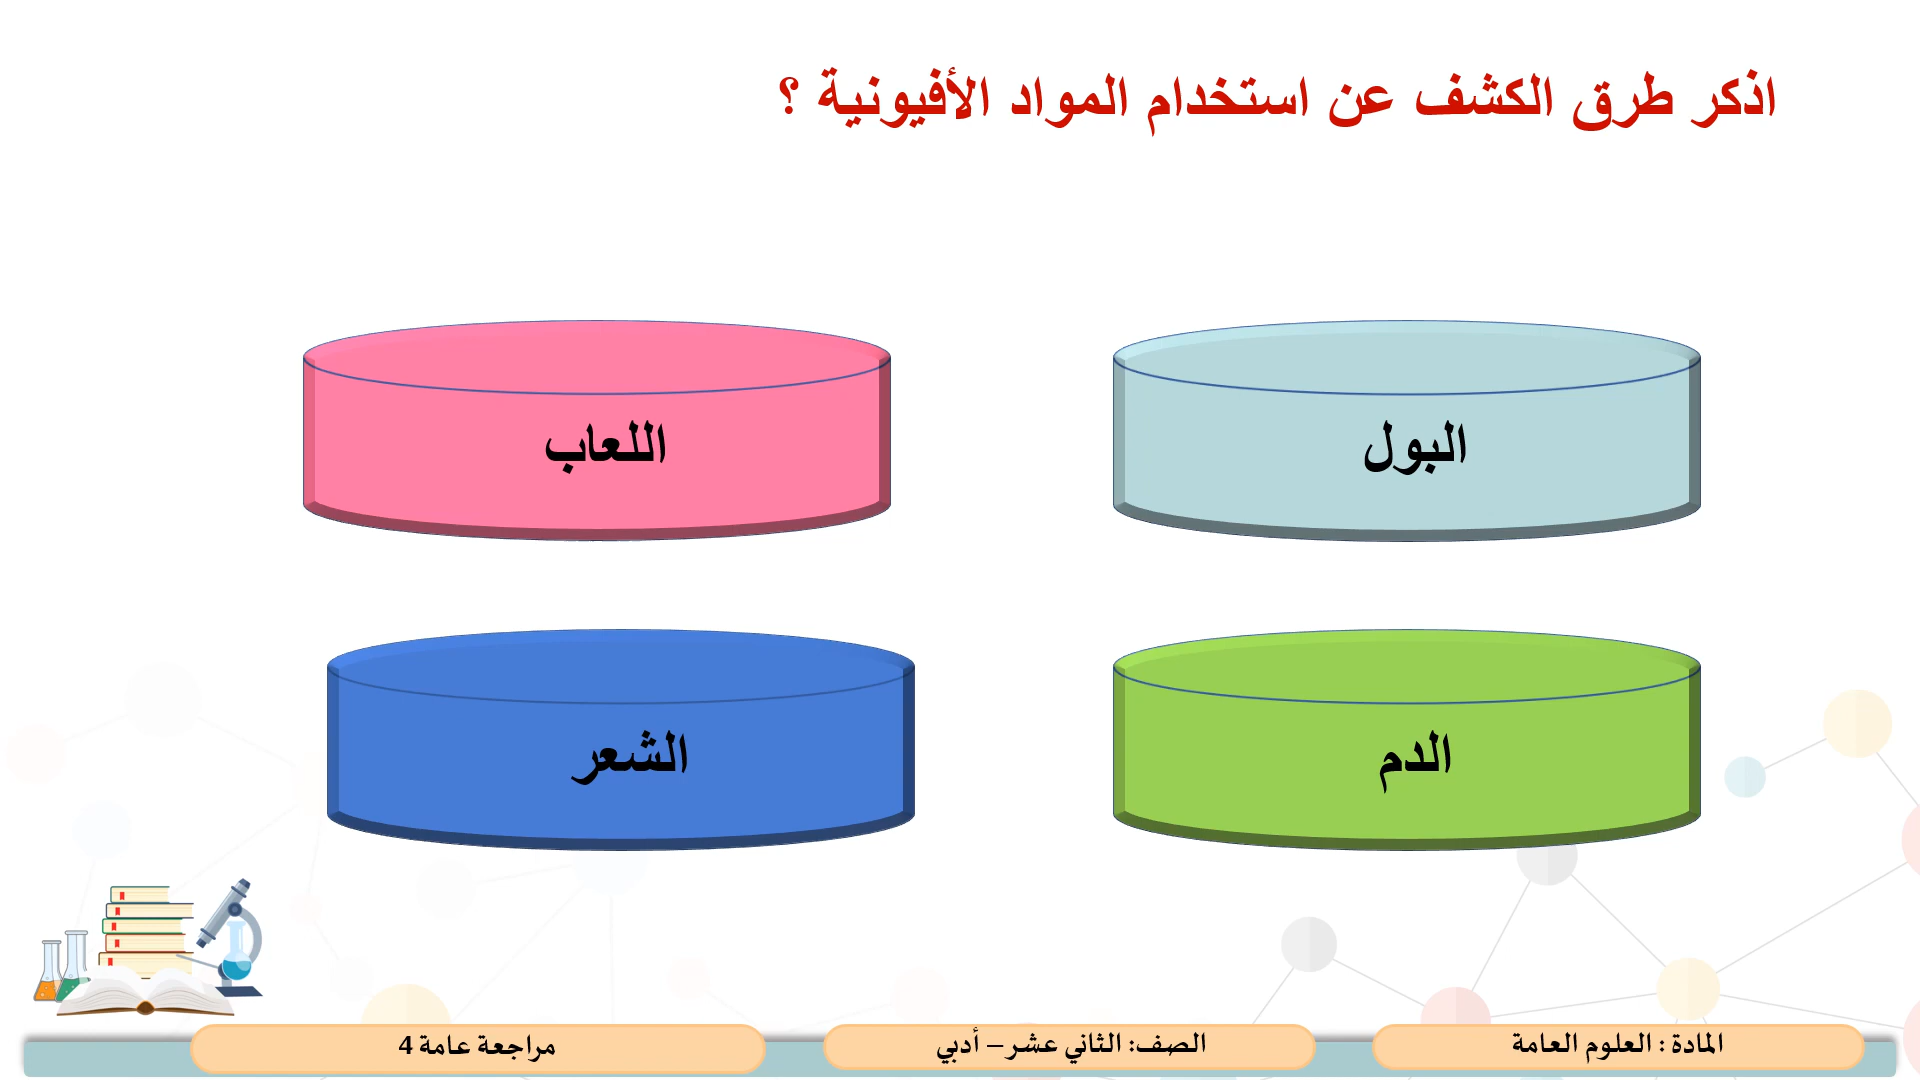 اذكر طرق الكشف عن استخدام المواد الأفيونية ؟
البول
اللعاب
الدم
الشعر
المادة : العلوم العامة
الصف: الثاني عشر – أدبي
مراجعة عامة 4